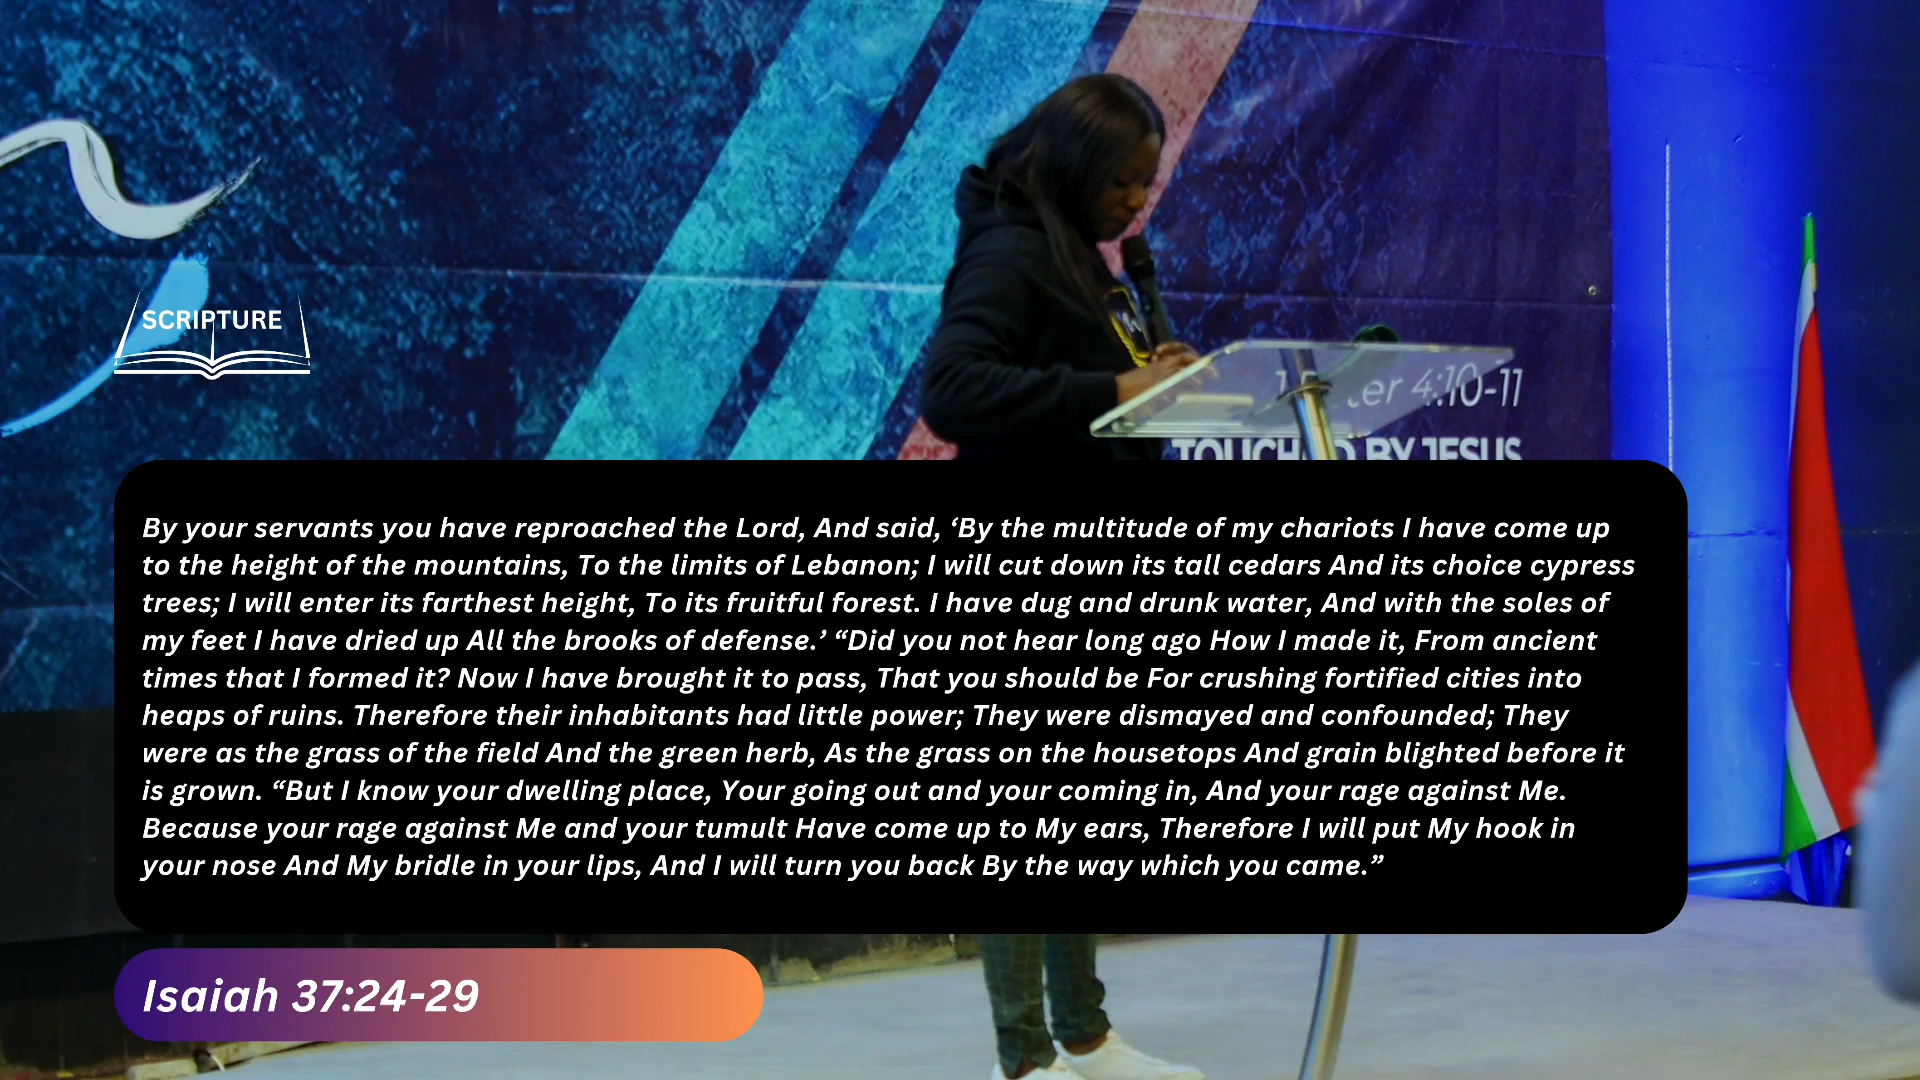 SCRIPTURE
4:10-11
BY JESUS
By your servants you have reproached the Lord, And said, ‘By the multitude of my chariots I have come up
to the height of the mountains, To the limits of Lebanon; I will cut down its tall cedars And its choice cypress
trees; I will enter its farthest height, To its fruitful forest. I have dug and drunk water, And with the soles of
my feet I have dried up All the brooks of defense.’ “Did you not hear long ago How I made it, From ancient
times that I formed it? Now I have brought it to pass, That you should be For crushing fortified cities into
heaps of ruins. Therefore their inhabitants had little power; They were dismayed and confounded; They
were as the grass of the field And the green herb, As the grass on the housetops And grain blighted before it
is grown. “But I know your dwelling place, Your going out and your coming in, And your rage against Me.
Because your rage against Me and your tumult Have come up to My ears, Therefore I will put My hook in
your nose And My bridle in your lips, And I will turn you back By the way which you came.”
Isaiah 37:24-29